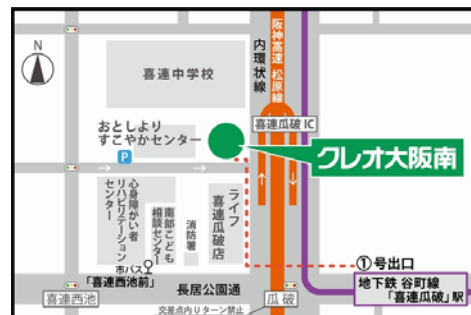 N
喜連中学校
内環状線
阪神高速 松原線
おとしより
すこやかセンター
喜連瓜破 IC
P
クレオ大阪南
心身障がい者
リハビリテーション
センター
南部こども
相談センター
消防署
ライフ
喜連瓜破店
市バス
「喜連西池前」
①号出口
地下鉄 谷町線
「喜連瓜破」駅
喜連西池
長居公園通
瓜破
交差点内Uターン禁止